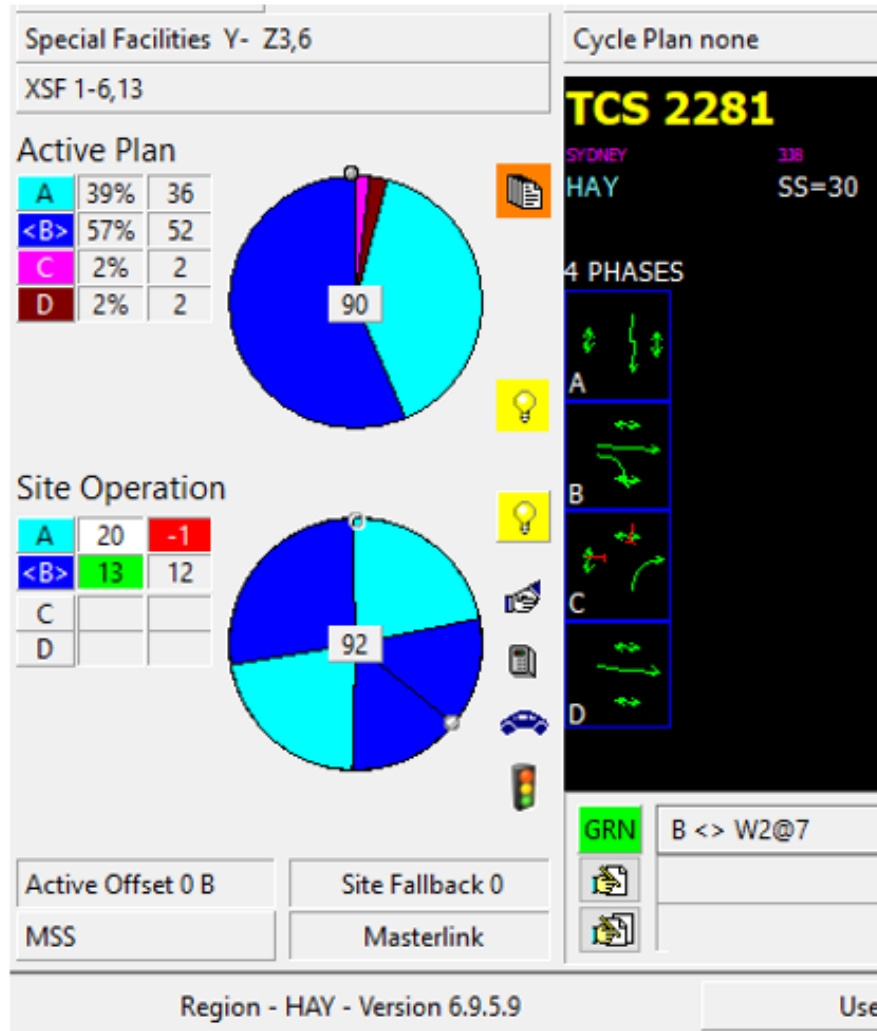 Special Facilities Y- Z3,6
XSF 1-6,13
Active Plan
A 39% 36
<B> 57% 52
C 2% 2
D 2% 2
90
Site Operation
A 20 -1
<B> 13 12
C
D
92
Active Offset 0 B
Site Fallback 0
MSS
Masterlink
Cycle Plan none
TCS 2281
SYDNEY 338
HAY SS=30
4 PHASES
A
B
C
D
GRN B <> W2@7
Region - HAY - Version 6.9.5.9
Use